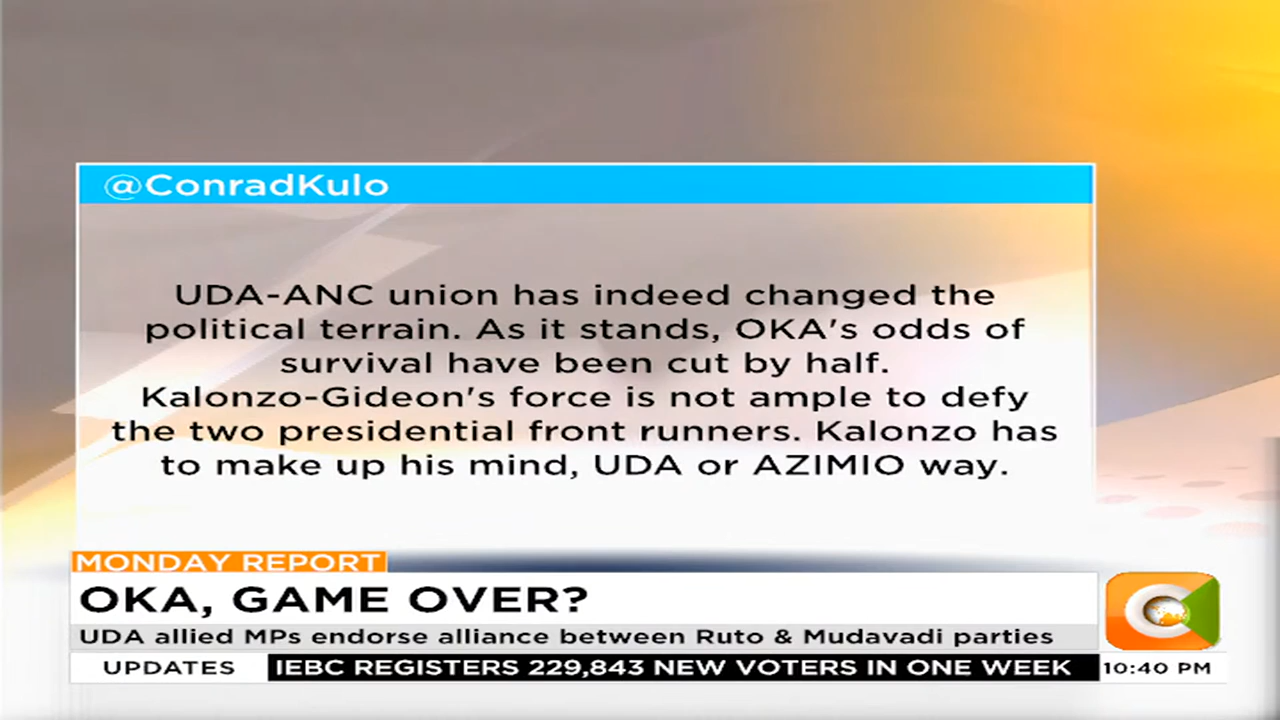 @ConradKulo
UDA-ANC union has indeed changed the
political terrain. As it stands, OKA's odds of
survival have been cut by half.
Kalonzo-Gideon's force is not ample to defy
the two presidential front runners. Kalonzo has
to make up his mind, UDA or AZIMIO way.
MONDAY REPORT
OKA, GAME OVER?
UDA allied MPs endorse alliance between Ruto & Mudavadi parties
UPDATES IEBC REGISTERS 229,843 NEW VOTERS IN ONE WEEK 10:40 PM